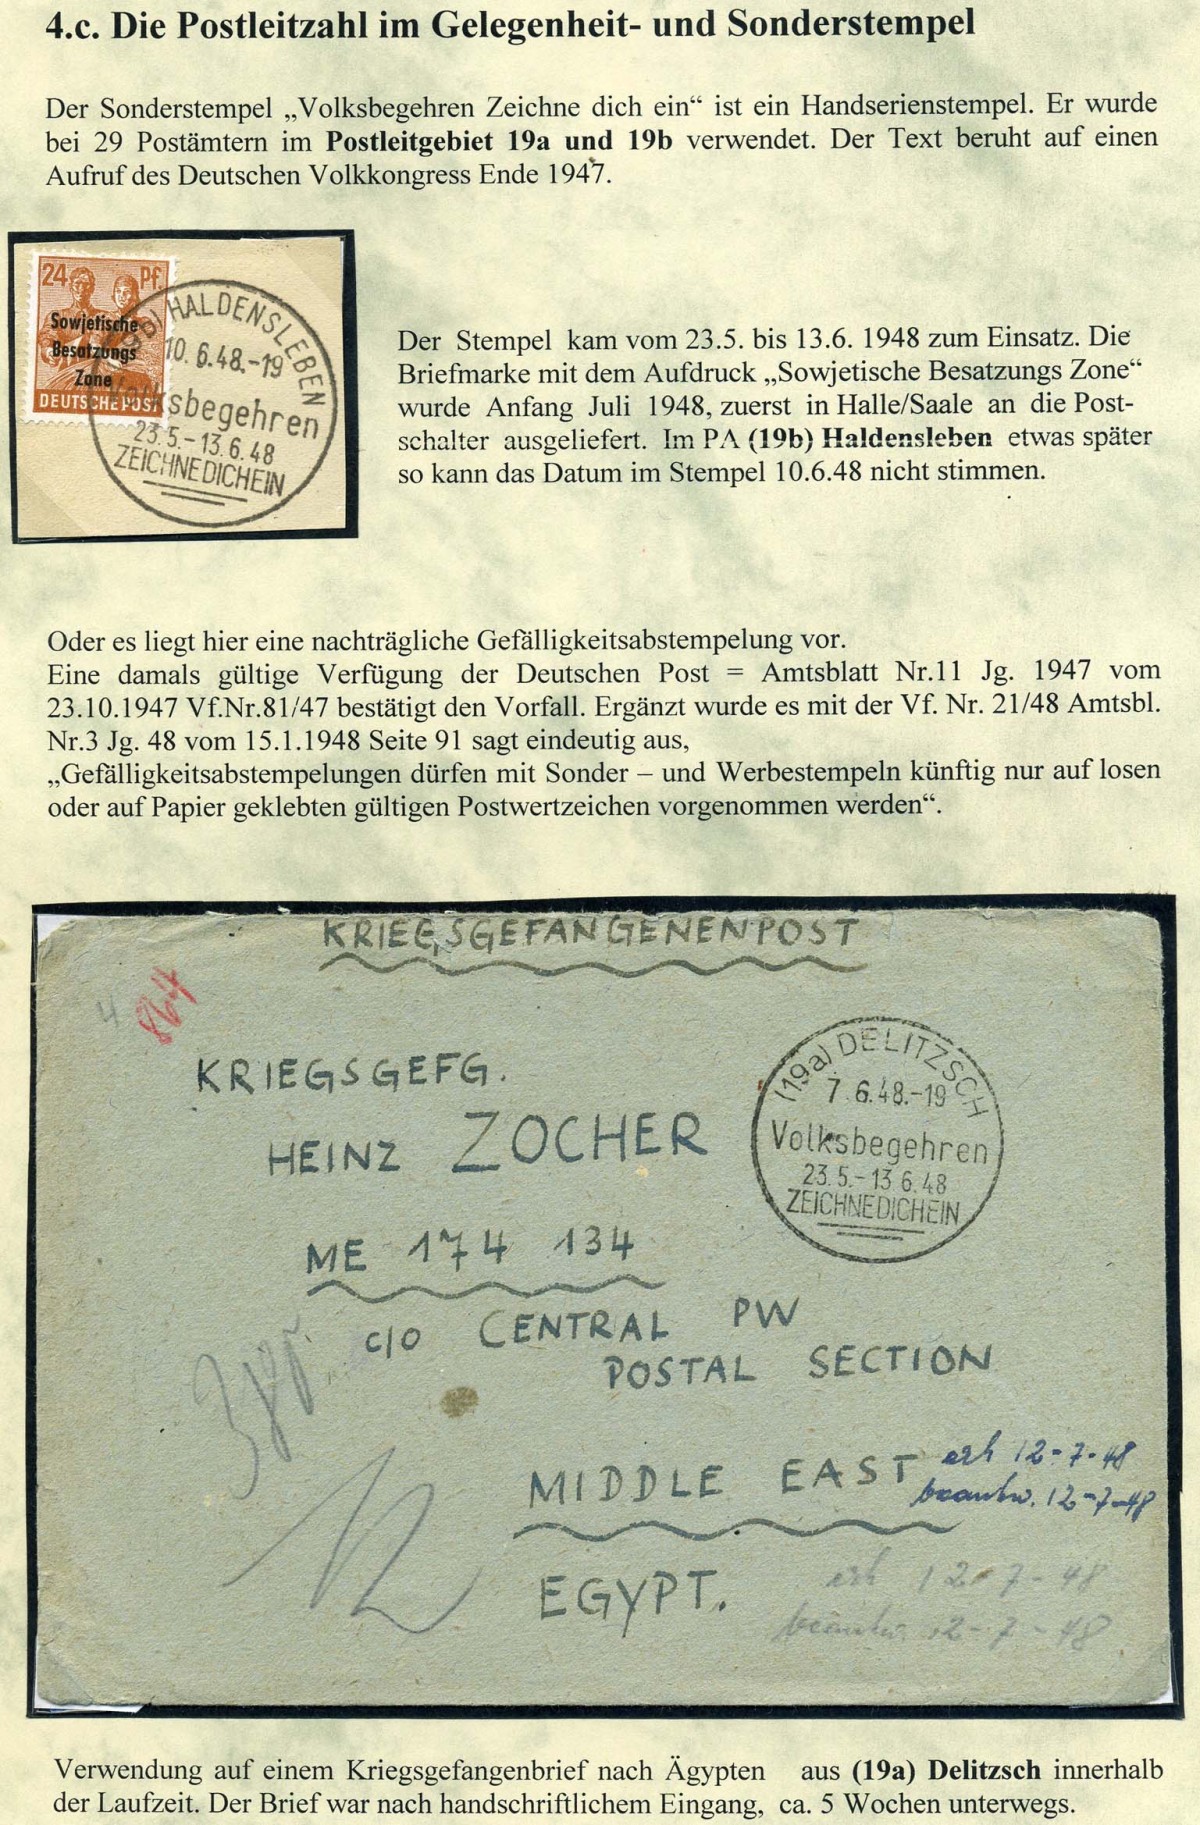 4.c. Die Postleitzahl im Gelegenheit- und Sonderstempel
Der Sonderstempel „Volksbegehren Zeichne dich ein“ ist ein Handserienstempel. Er wurde
bei 29 Postämtern im Postleitgebiet 19a und 19b verwendet. Der Text beruht auf einen
Aufruf des Deutschen Volkkongress Ende 1947.
24 Pf.
Sowjetische
Besatzungs
Zone
DEUTSCHE POST
HALDENSLEBEN
10. 6.48.-19
Volksbegehren
23.5.-13.6.48
ZEICHNE DICH EIN
Der Stempel kam vom 23.5. bis 13.6. 1948 zum Einsatz. Die
Briefmarke mit dem Aufdruck „Sowjetische Besatzungs Zone“
wurde Anfang Juli 1948, zuerst in Halle/Saale an die Post-
schalter ausgeliefert. Im PA (19b) Haldensleben etwas später
so kann das Datum im Stempel 10.6.48 nicht stimmen.
Oder es liegt hier eine nachträgliche Gefälligkeitsabstempelung vor.
Eine damals gültige Verfügung der Deutschen Post = Amtsblatt Nr.11 Jg. 1947 vom
23.10.1947 Vf.Nr.81/47 bestätigt den Vorfall. Ergänzt wurde es mit der Vf. Nr. 21/48 Amtsbl.
Nr.3 Jg. 48 vom 15.1.1948 Seite 91 sagt eindeutig aus,
„Gefälligkeitsabstempelungen dürfen mit Sonder – und Werbestempeln künftig nur auf losen
oder auf Papier geklebten gültigen Postwertzeichen vorgenommen werden“.
KRIEGSGEFANGENENPOST
4
864
KRIEGSGEFG.
HEINZ ZOCHER
ME 174 134
c/o CENTRAL PW
POSTAL SECTION
MIDDLE EAST
EGYPT.
(19a) DELITZSCH
7. 6.48.-19
Volksbegehren
23.5.-13 6.48
ZEICHNE DICH EIN
erh 12-7-48
beantw. 12-7-48
erh 12-7-48
beantw. 12-7-48
Verwendung auf einem Kriegsgefangenbrief nach Ägypten aus (19a) Delitzsch innerhalb
der Laufzeit. Der Brief war nach handschriftlichem Eingang, ca. 5 Wochen unterwegs.